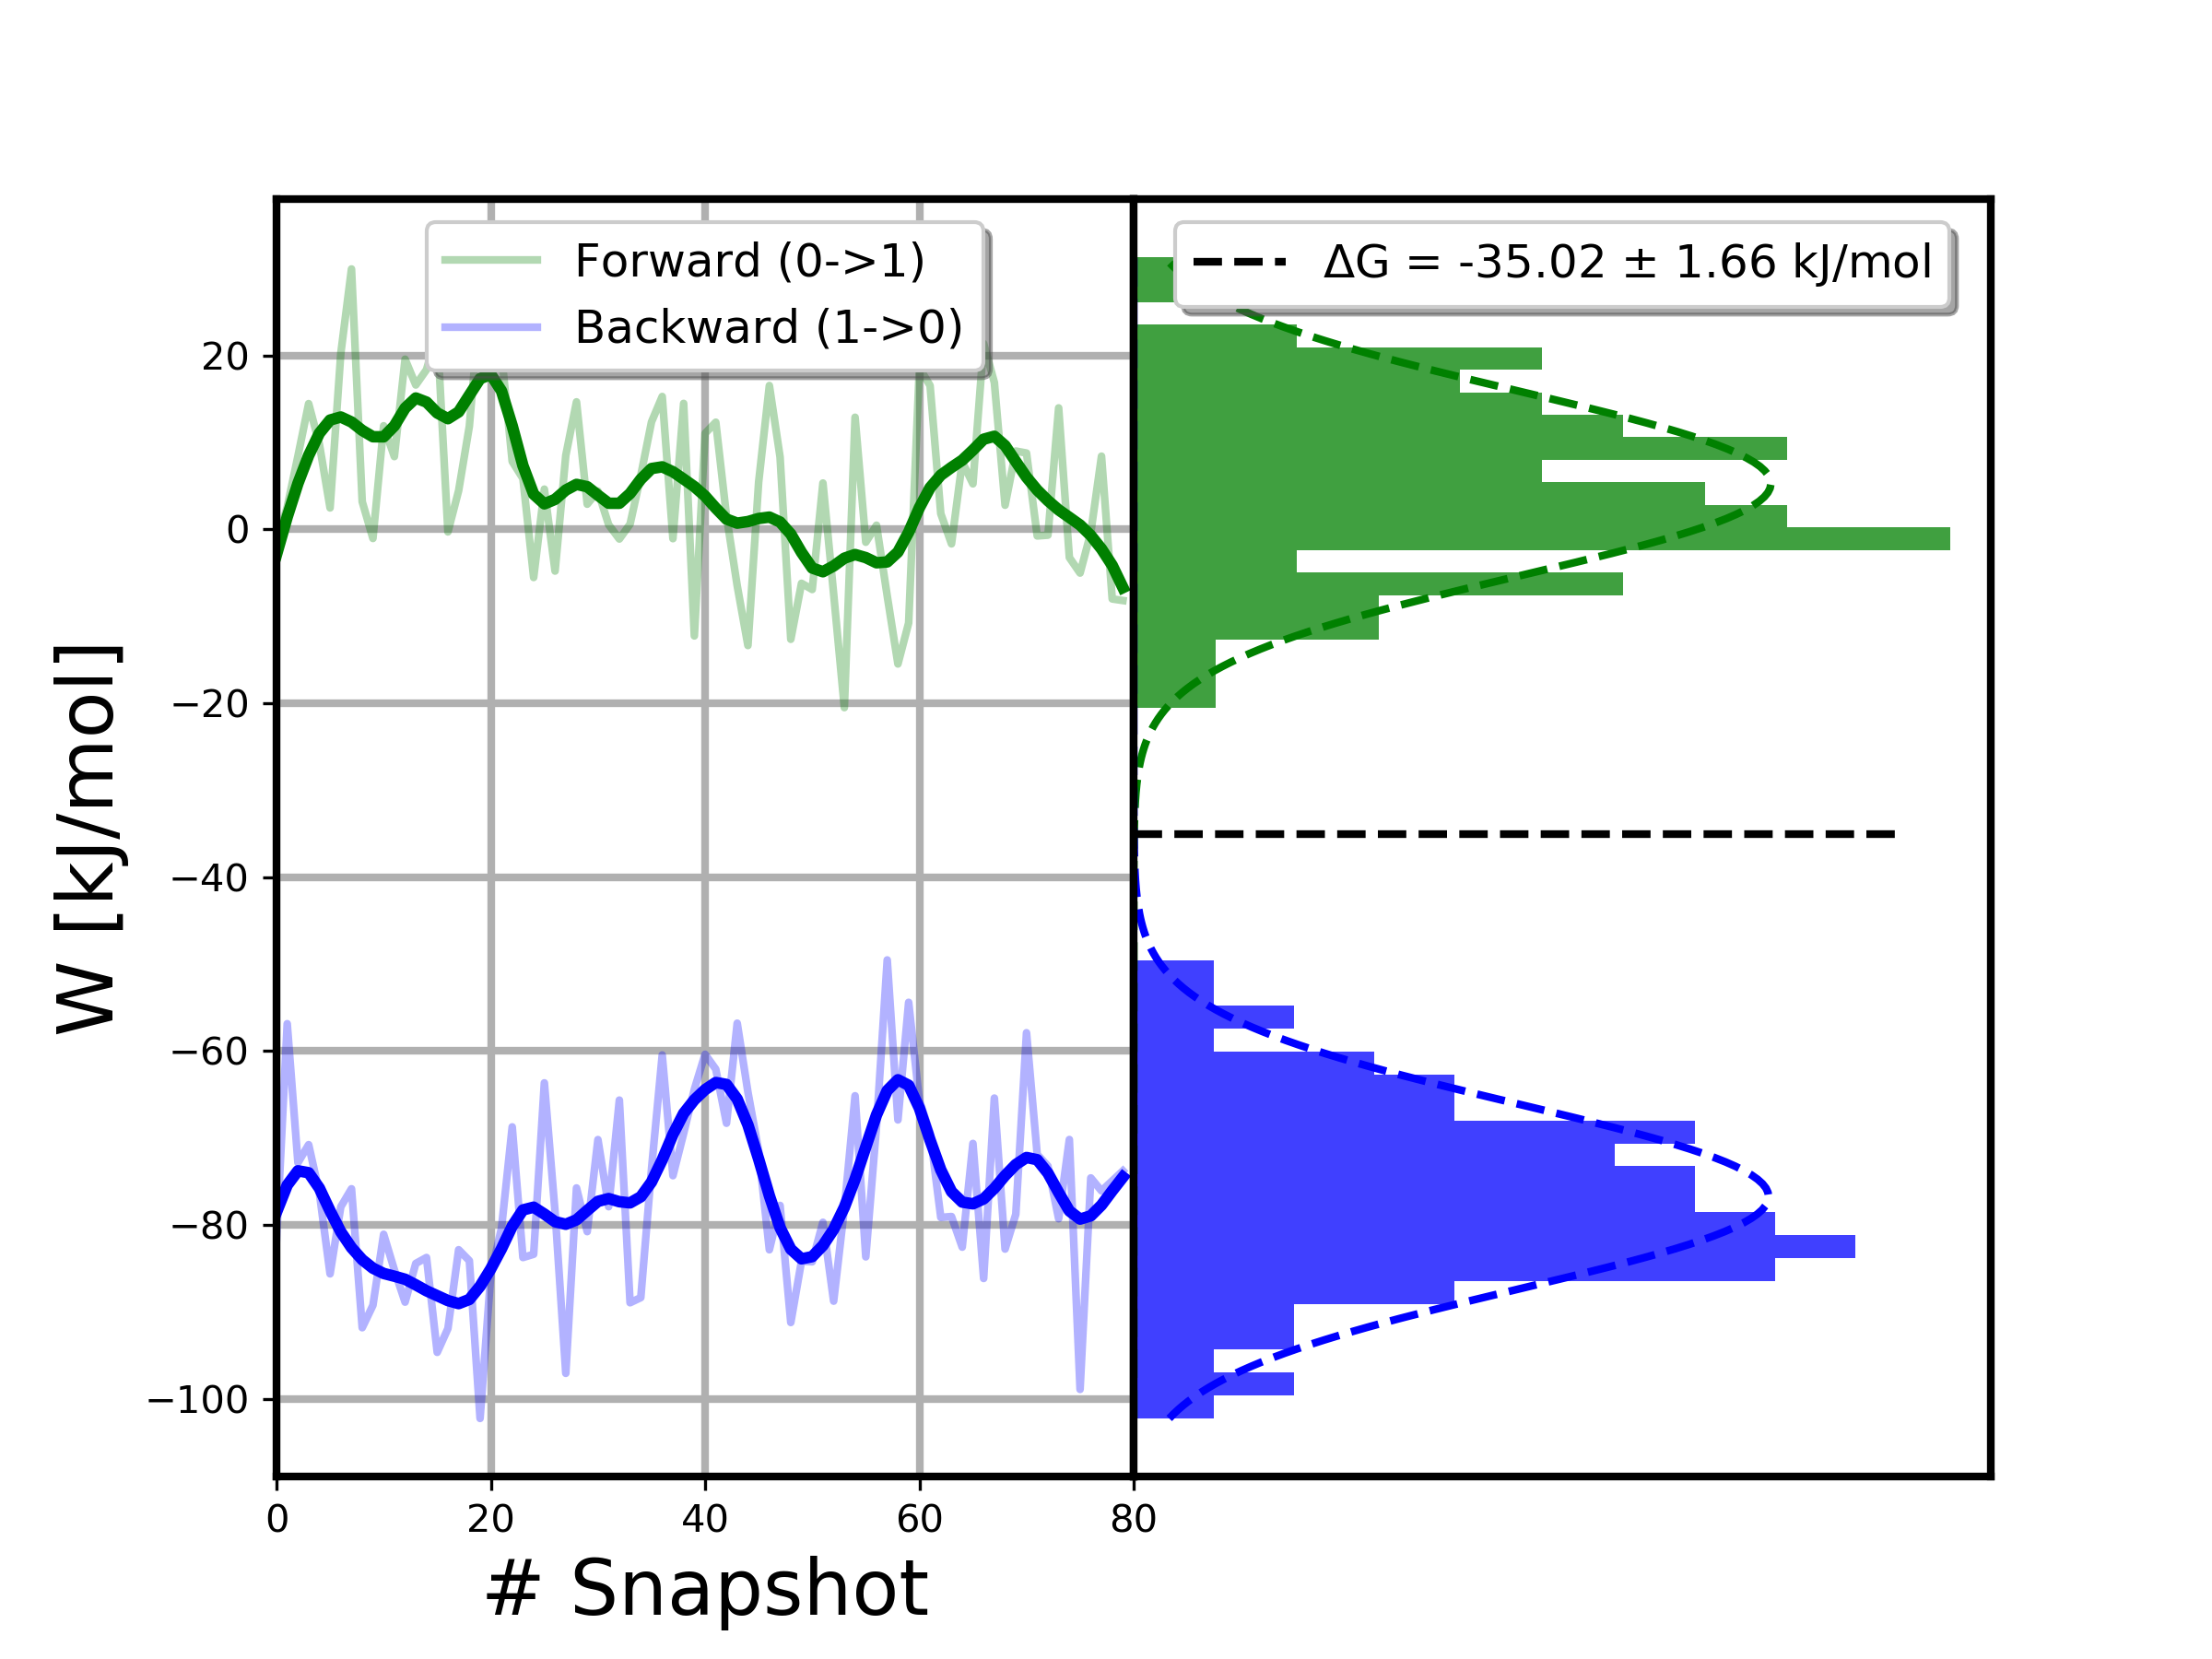 Forward (0->1)
Backward (1->0)
ΔG = -35.02 ± 1.66 kJ/mol
W [kJ/mol]
20
0
−20
−40
−60
−80
−100
0 20 40 60 80
# Snapshot